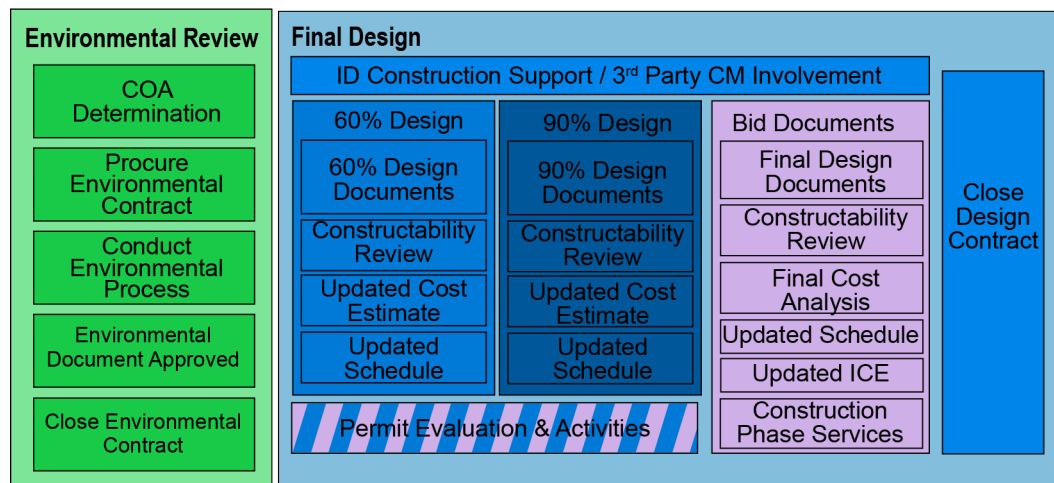 Environmental Review
COA
Determination
Procure
Environmental
Contract
Conduct
Environmental
Process
Environmental
Document Approved
Close Environmental
Contract
Final Design
ID Construction Support / 3rd Party CM Involvement
60% Design
60% Design
Documents
Constructability
Review
Updated Cost
Estimate
Updated
Schedule
90% Design
90% Design
Documents
Constructability
Review
Updated Cost
Estimate
Updated
Schedule
Permit Evaluation & Activities
Bid Documents
Final Design
Documents
Constructability
Review
Final Cost
Analysis
Updated Schedule
Updated ICE
Construction
Phase Services
Close
Design
Contract